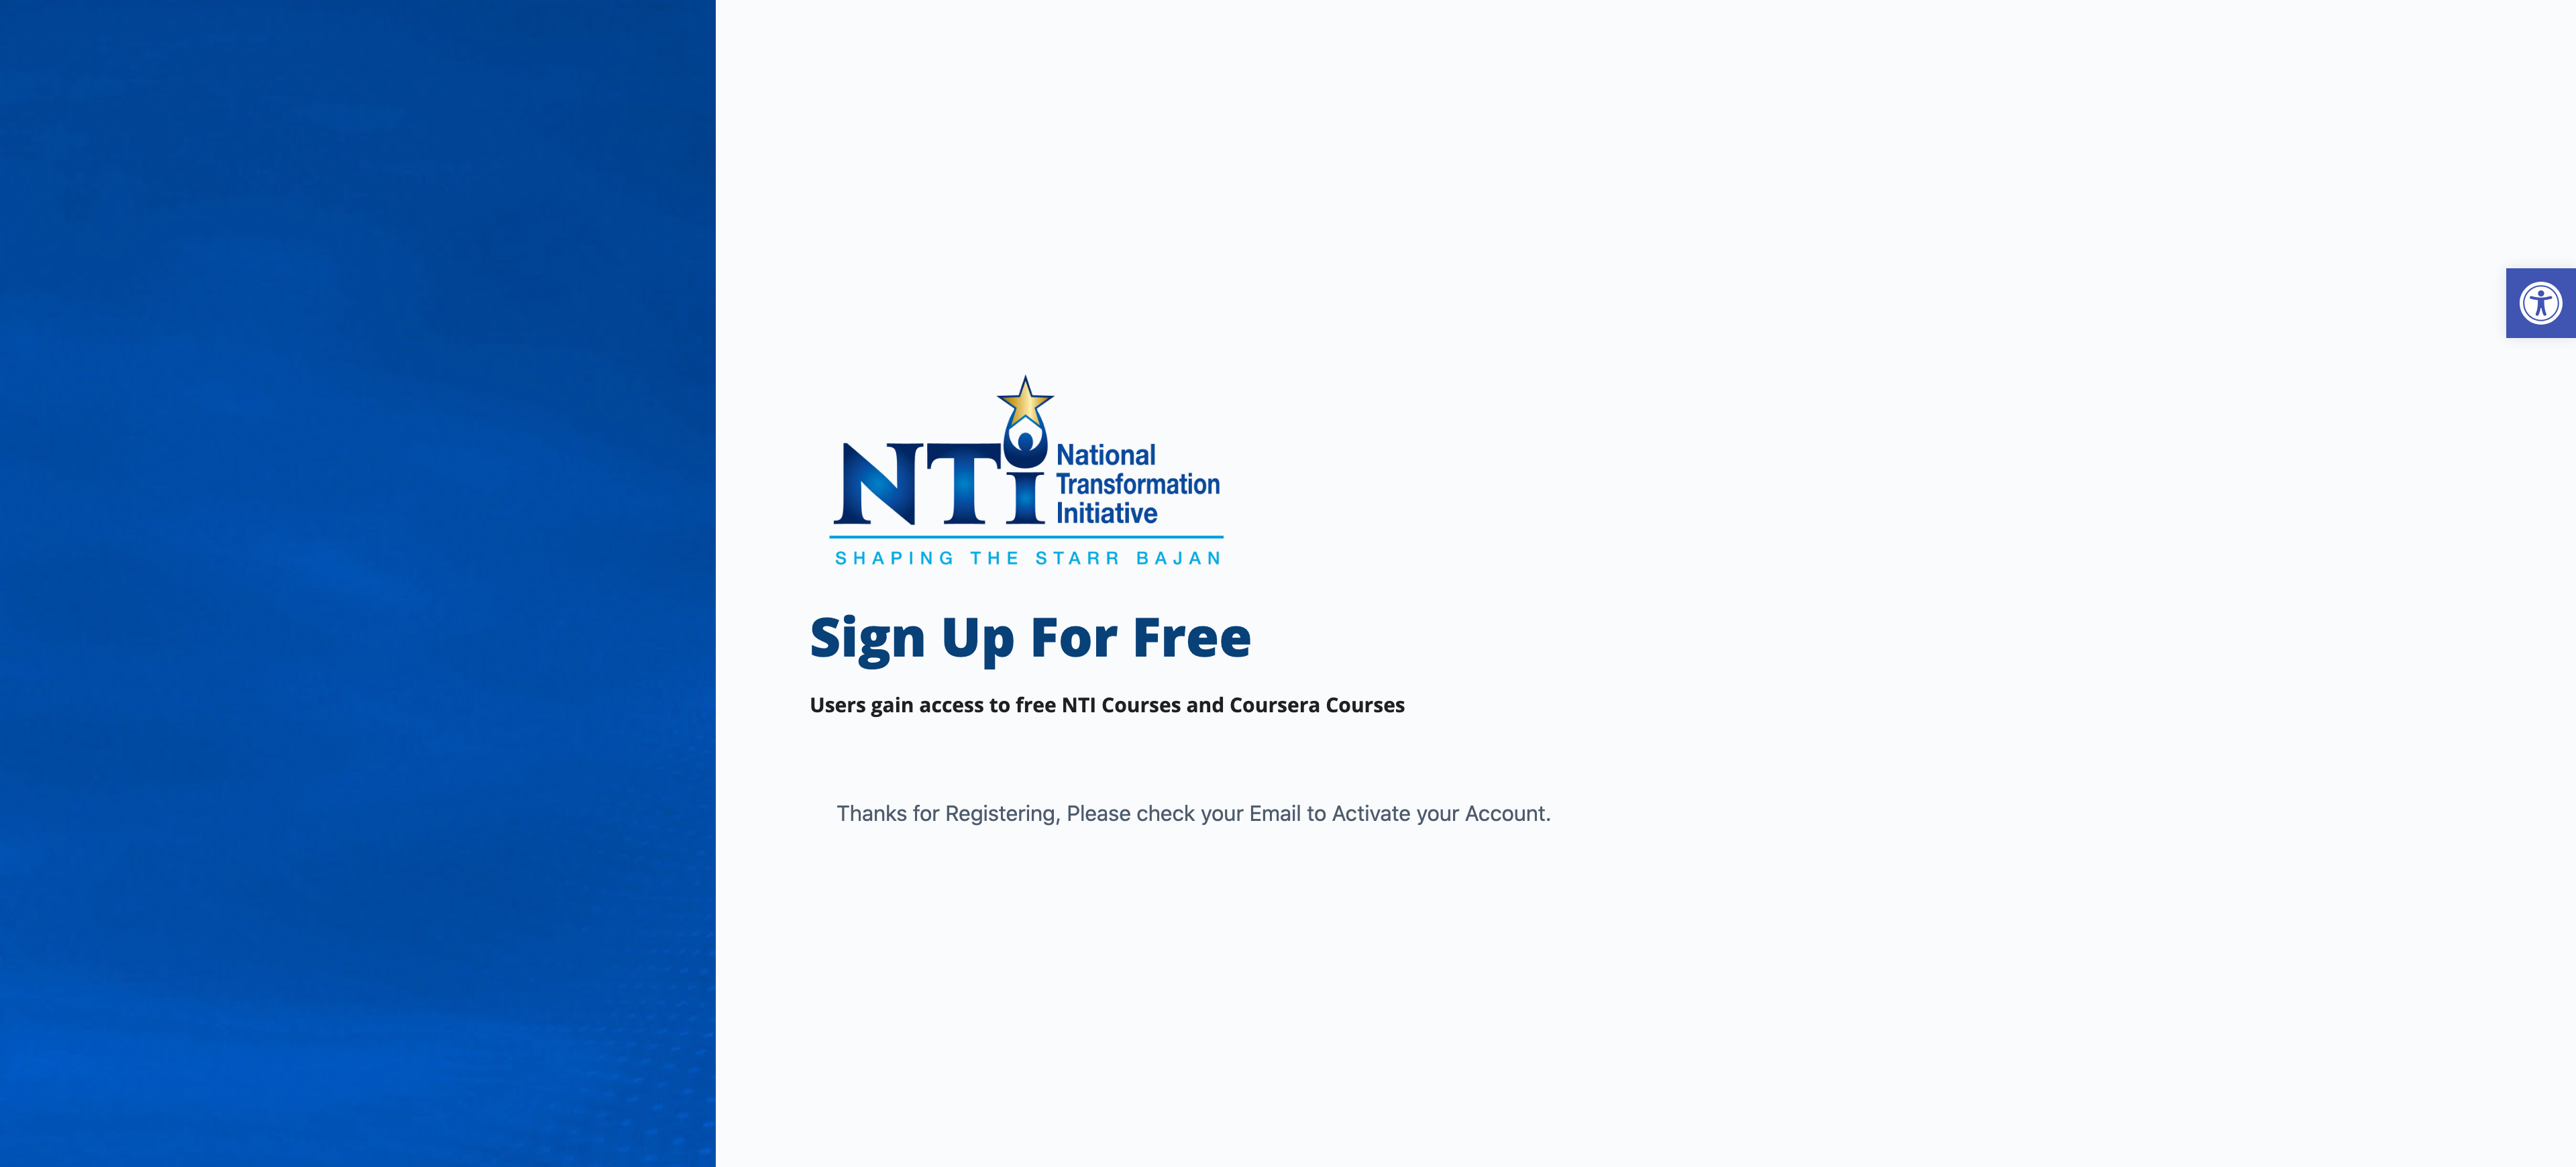 NTi
National
Transformation
Initiative
SHAPING THE STARR BAJAN
Sign Up For Free
Users gain access to free NTI Courses and Coursera Courses
Thanks for Registering, Please check your Email to Activate your Account.